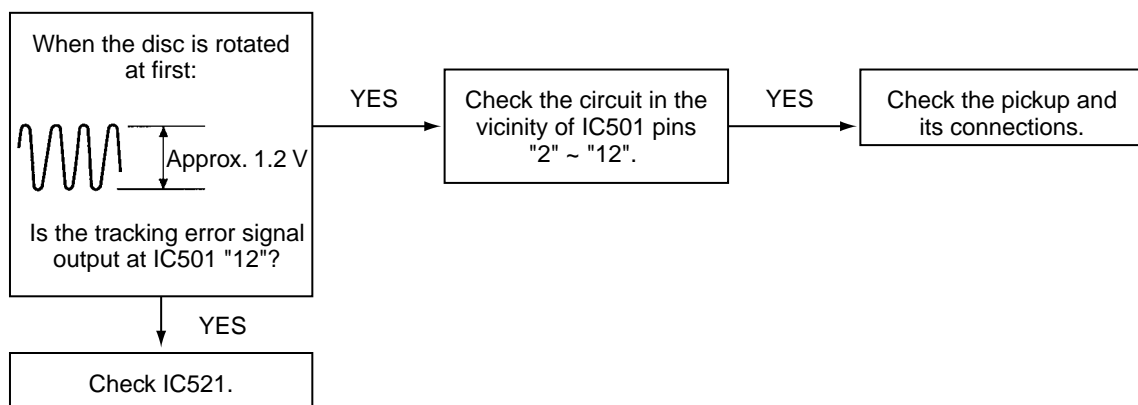 When the disc is rotated
at first:
Approx. 1.2 V
Is the tracking error signal
output at IC501 "12"?
YES
Check the circuit in the
vicinity of IC501 pins
"2" ~ "12".
YES
Check the pickup and
its connections.
YES
Check IC521.